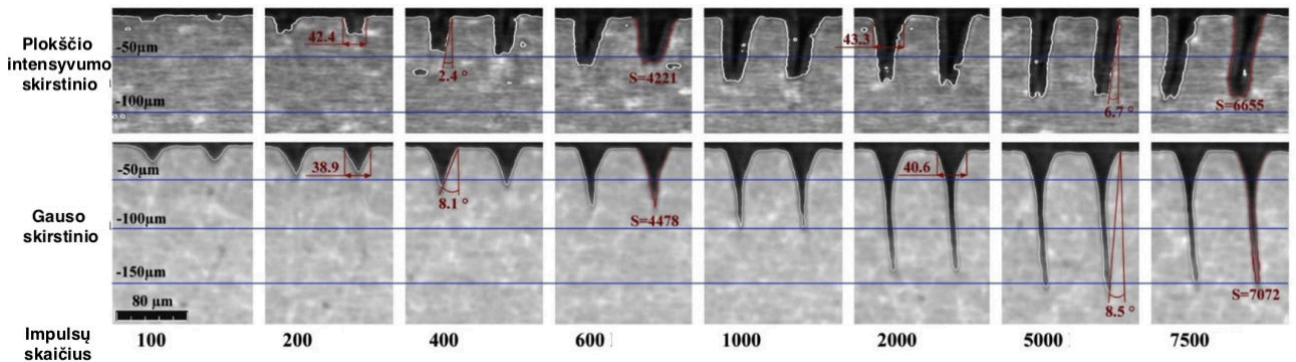 Plokščio
intensyvumo
skirstinio
-50µm
-100µm
42.4
2.4 °
S=4221
43.3
6.7 °
S=6655
Gauso
skirstinio
-50µm
-100µm
-150µm
80 µm
38.9
8.1 °
S=4478
40.6
8.5 °
S=7072
Impulsų
skaičius
100 200 400 600 1000 2000 5000 7500